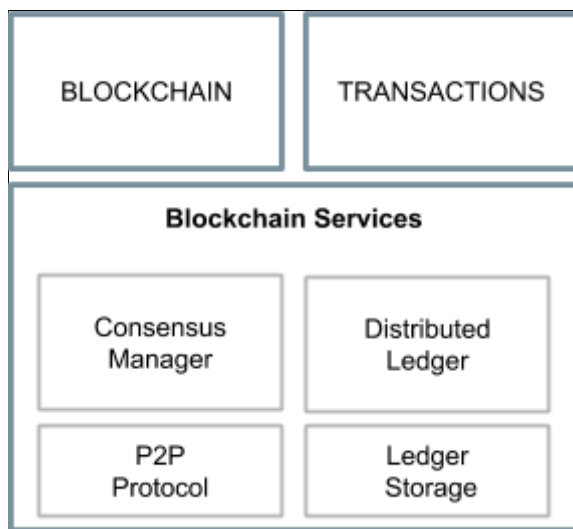 BLOCKCHAIN
TRANSACTIONS
Blockchain Services
Consensus
Manager
Distributed
Ledger
P2P
Protocol
Ledger
Storage